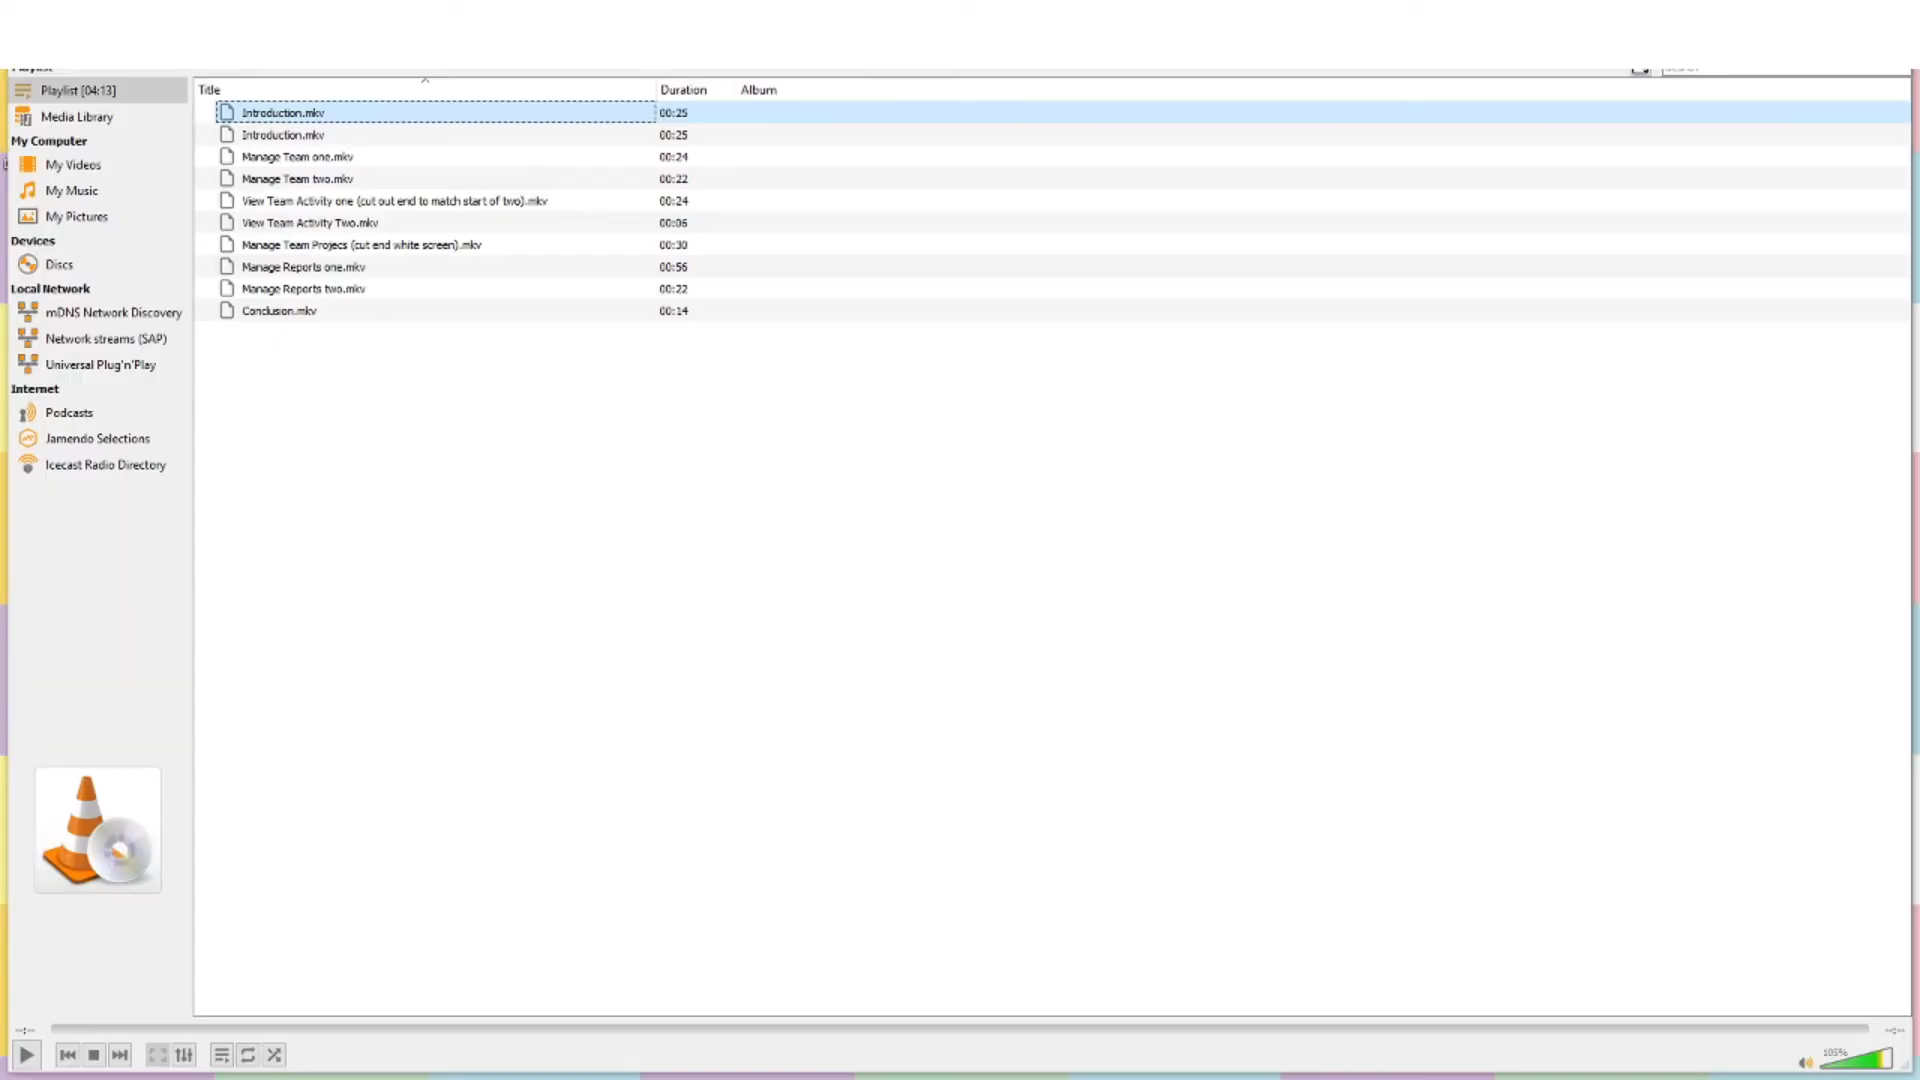 Playlist [04:13]
Media Library
My Computer
My Videos
My Music
My Pictures
Devices
Discs
Local Network
mDNS Network Discovery
Network streams (SAP)
Universal Plug'n'Play
Internet
Podcasts
Jamendo Selections
Icecast Radio Directory
Title Duration Album
Introduction.mkv 00:25
Introduction.mkv 00:25
Manage Team one.mkv 00:24
Manage Team two.mkv 00:22
View Team Activity one (cut out end to match start of two).mkv 00:24
View Team Activity Two.mkv 00:06
Manage Team Projecs (cut end white screen).mkv 00:30
Manage Reports one.mkv 00:56
Manage Reports two.mkv 00:22
Conclusion.mkv 00:14
--:--
--:--
105%